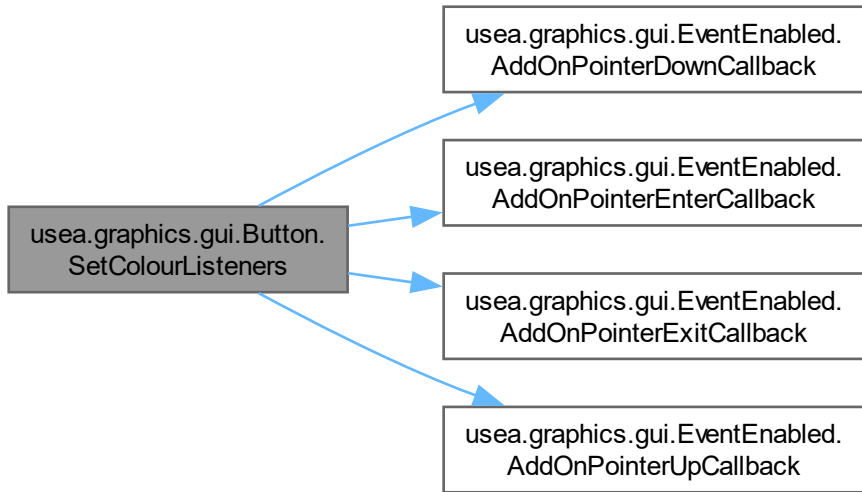 usea.graphics.gui.EventEnabled.
AddOnPointerDownCallback
usea.graphics.gui.EventEnabled.
AddOnPointerEnterCallback
usea.graphics.gui.Button.
SetColourListeners
usea.graphics.gui.EventEnabled.
AddOnPointerExitCallback
usea.graphics.gui.EventEnabled.
AddOnPointerUpCallback